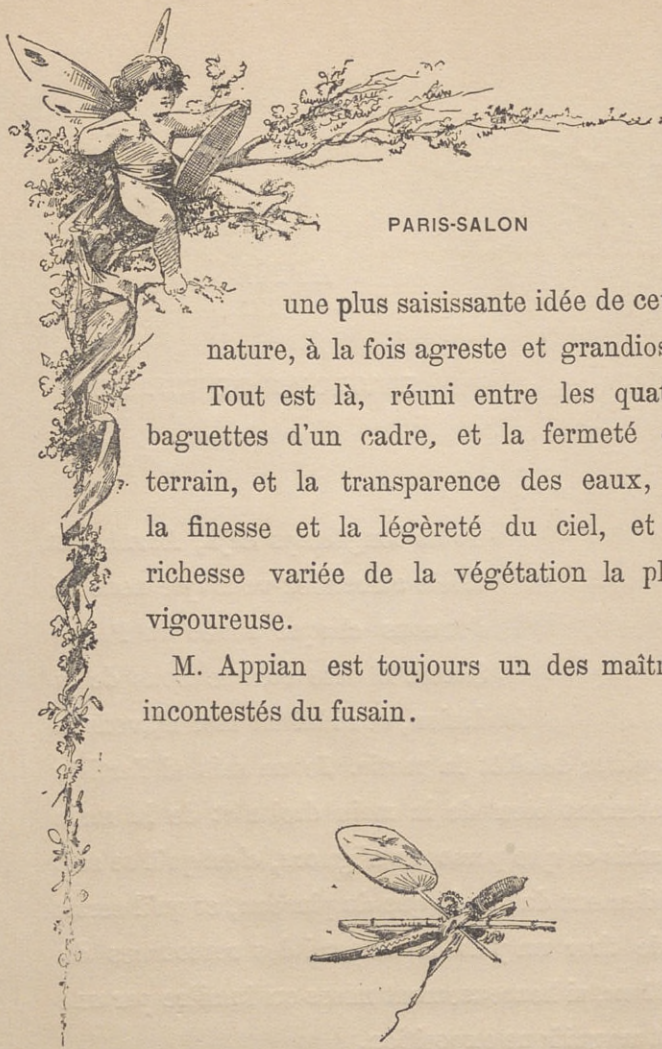 PARIS-SALON
une plus saisissante idée de
nature, à la fois agreste et
Tout est là, réuni entre les
baguettes d'un cadre, et la fermeté
terrain, et la transparence des eaux,
la finesse et la légèreté du ciel, et
richesse variée de la végétation la
vigoureuse.
M. Appian est toujours un des
incontestés du fusain.